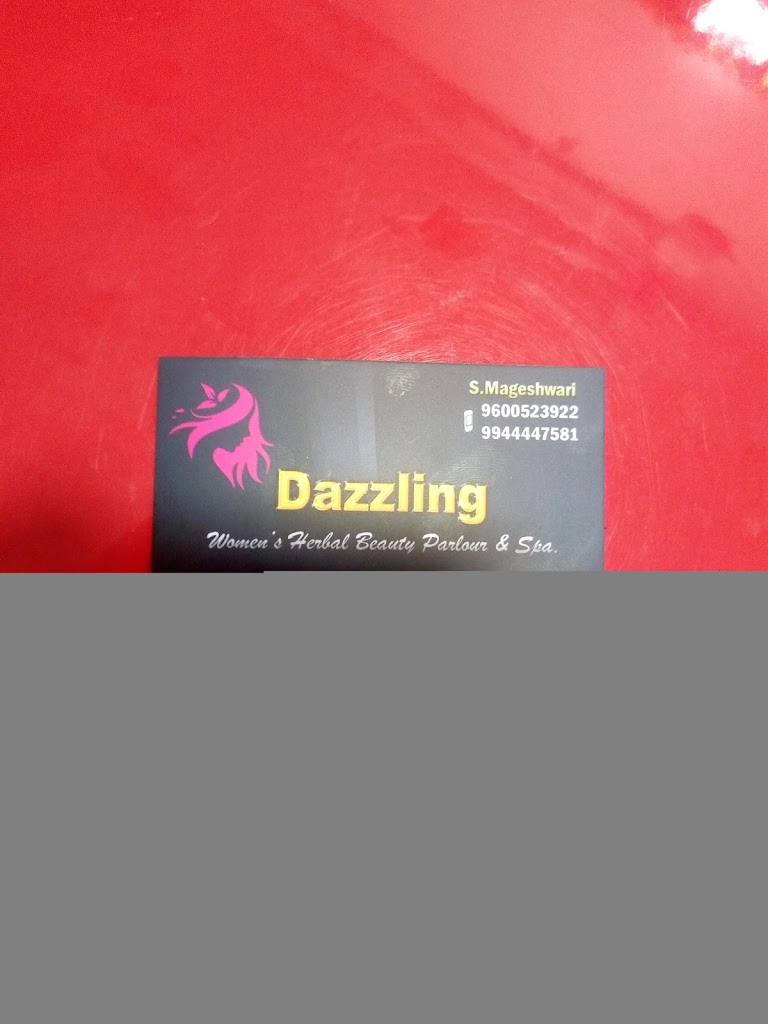 S.Mageshwari
9600523922
9944447581
Dazzling
Women's Herbal Beauty Parlour & Spa.